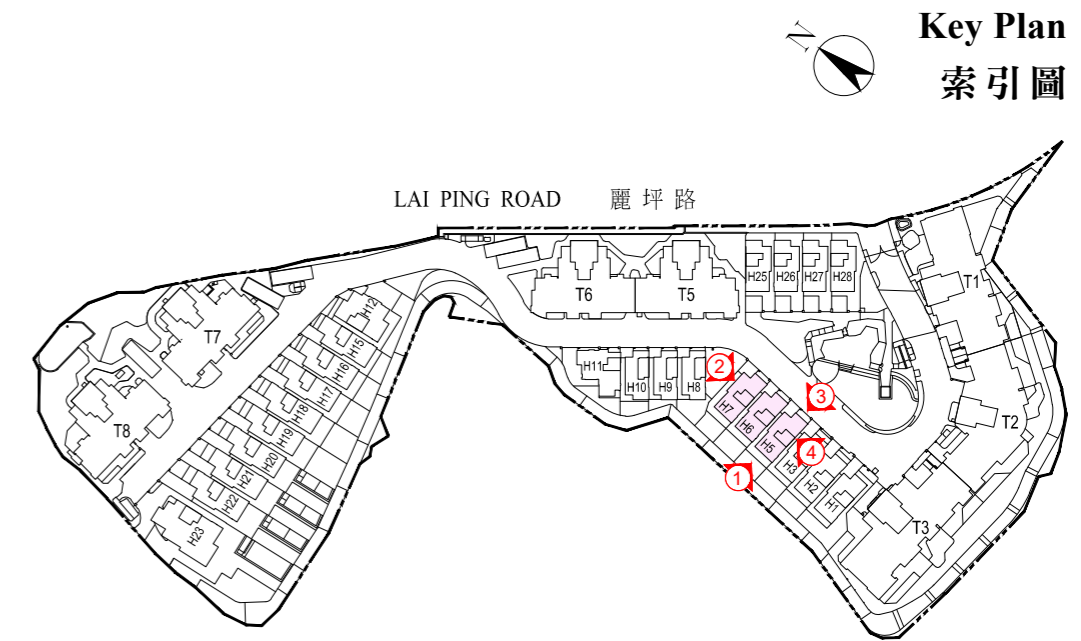 Key Plan
索引圖
N
LAI PING ROAD 麗坪路
T1
T2
T3
T5
T6
T7
T8
H25
H26
H27
H28
H12
H15
H16
H17
H18
H19
H20
H21
H22
H23
H11
H10
H9
H8
H7
H6
H5
H3
H2
H1
1
2
3
4